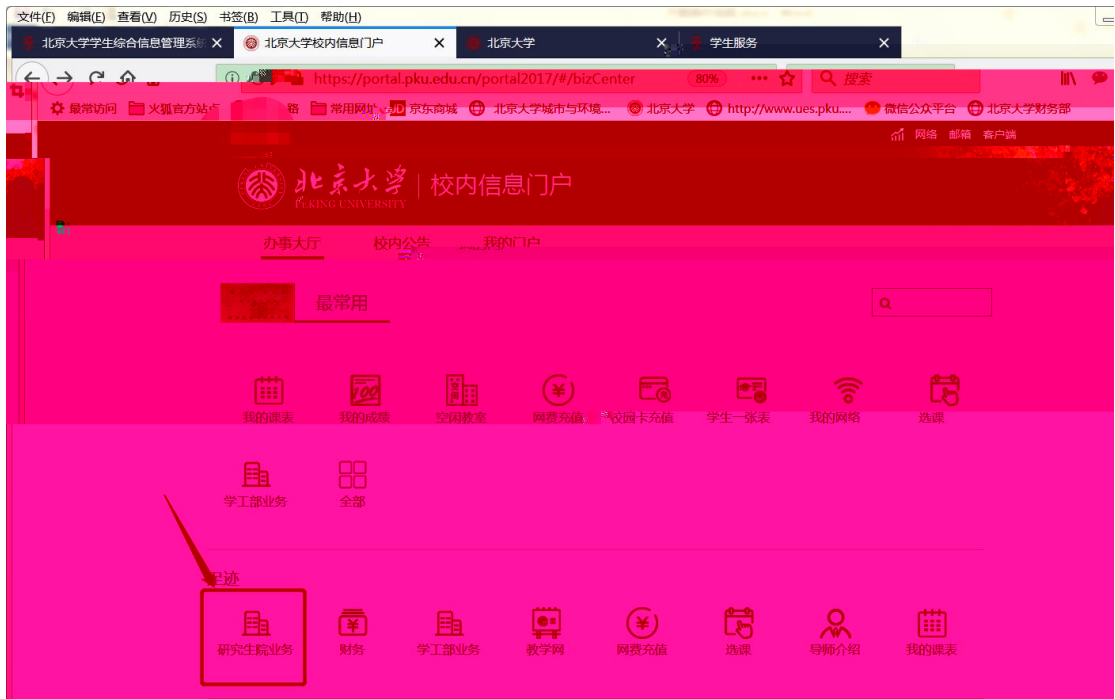 文件(F) 编辑(E) 查看(V) 历史(S) 书签(B) 工具(T) 帮助(H)
北京大学学生综合信息管理系统 北京大学校内信息门户 北京大学 学生服务
https://portal.pku.edu.cn/portal2017/#/bizCenter 80% 搜索
最常访问 火狐官方站点 常用网址 京东商城 北京大学城市与环境... 北京大学 http://www.ues.pku.... 微信公众平台 北京大学财务部
网络 邮箱 客户端
北京大学 校内信息门户
PEKING UNIVERSITY
办事大厅 校内公告 我的门户
最常用
我的课表 我的成绩 空闲教室 网费充值 校园卡充值 学生一张表 我的网络 选课
学工部业务 全部
足迹
研究生院业务 财务 学工部业务 教学网 网费充值 选课 导师介绍 我的课表